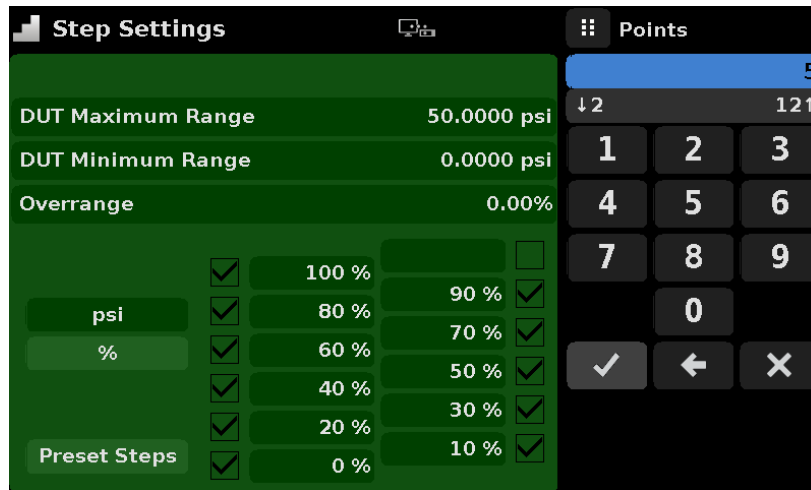 Step Settings
Points
5
↓2 121
DUT Maximum Range 50.0000 psi
DUT Minimum Range 0.0000 psi
Overrange 0.00%
1 2 3
4 5 6
7 8 9
0
100 %
90 %
psi
80 %
70 %
%
60 %
50 %
40 %
30 %
20 %
10 %
Preset Steps
0 %